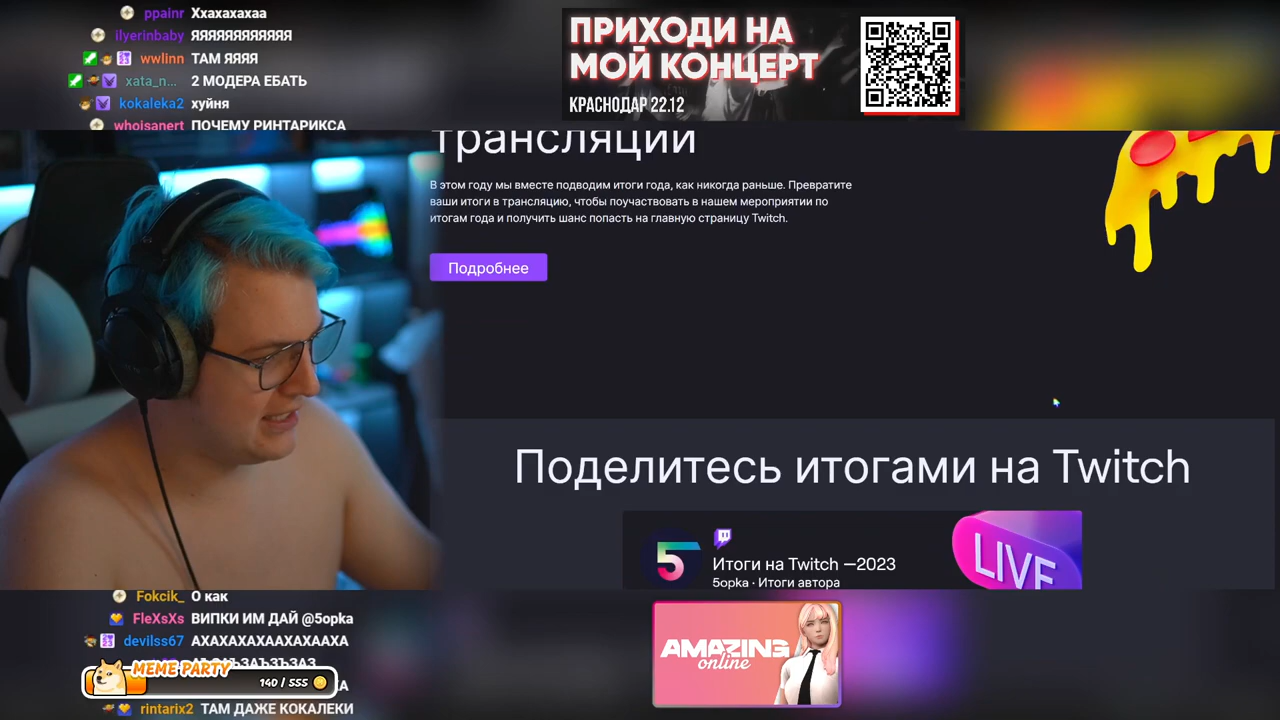 ppainr Ххахахахаа
ilyerinbaby ЯЯЯЯЯЯЯЯЯЯЯЯ
wwlinn ТАМ ЯЯЯЯ
xata_n... 2 МОДЕРА ЕБАТЬ
kokaleka2 хуйня
whoisanert ПОЧЕМУ РИНТАРИКСА
ПРИХОДИ НА
МОЙ КОНЦЕРТ
КРАСНОДАР 22.12
трансляции
В этом году мы вместе подводим итоги года, как никогда раньше. Превратите
ваши итоги в трансляцию, чтобы поучаствовать в нашем мероприятии по
итогам года и получить шанс попасть на главную страницу Twitch.
Подробнее
Поделитесь итогами на Twitch
5
Итоги на Twitch —2023
5opka · Итоги автора
LIVE
Fokcik_ О как
FleXsXs ВИПКИ ИМ ДАЙ @5opka
devilss67 АХАХАХАХААХАХААХА
MEME PARTY
140 / 555
rintarix2 ТАМ ДАЖЕ КОКАЛЕКИ
AMAZING
online